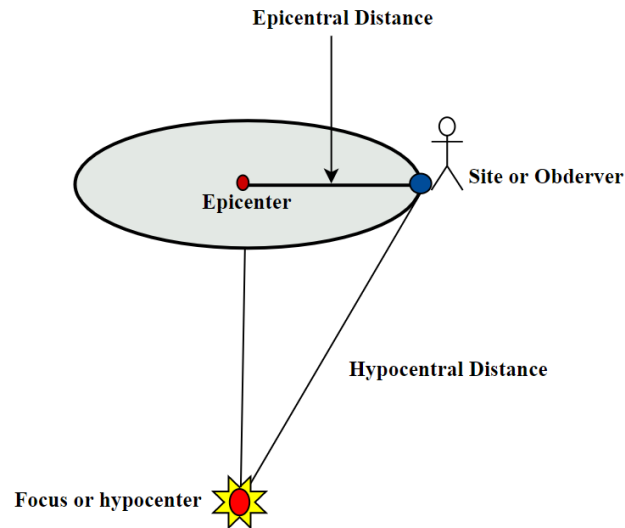 Epicentral Distance
Site or Obderver
Epicenter
Hypocentral Distance
Focus or hypocenter